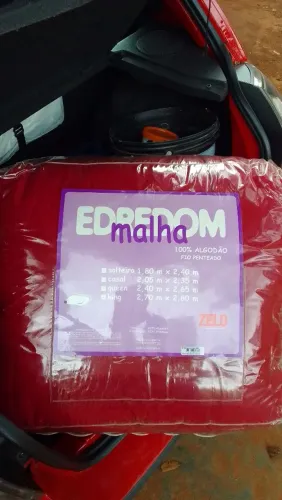 EDREDOM
malha
100% ALGODÃO
FIO PENTEADO
solteiro 1,60 m x 2,40 m
casal 2,05 m x 2,35 m
queen 2,40 m x 2,65 m
king 2,70 m x 2,80 m
ZELO